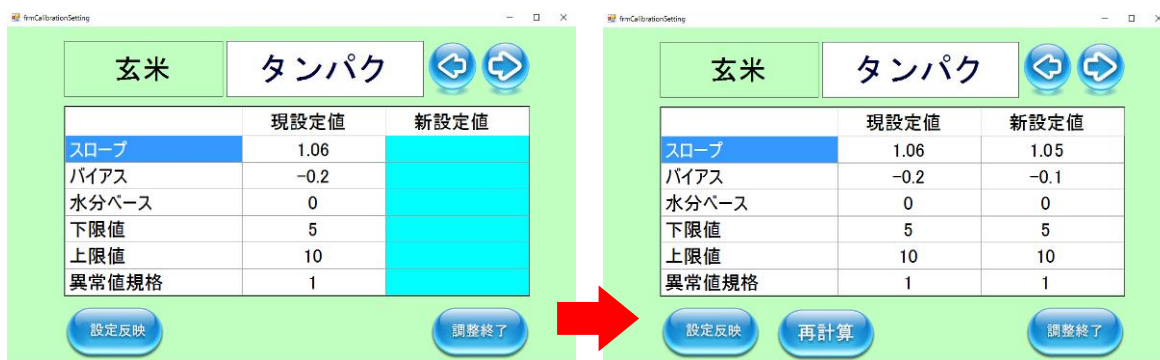 frmCalibrationSetting
玄米 タンパク
現設定値 新設定値
スロープ 1.06
バイアス -0.2
水分ベース 0
下限値 5
上限値 10
異常値規格 1
設定反映 調整終了
frmCalibrationSetting
玄米 タンパク
現設定値 新設定値
スロープ 1.06 1.05
バイアス -0.2 -0.1
水分ベース 0 0
下限値 5 5
上限値 10 10
異常値規格 1 1
設定反映 再計算 調整終了